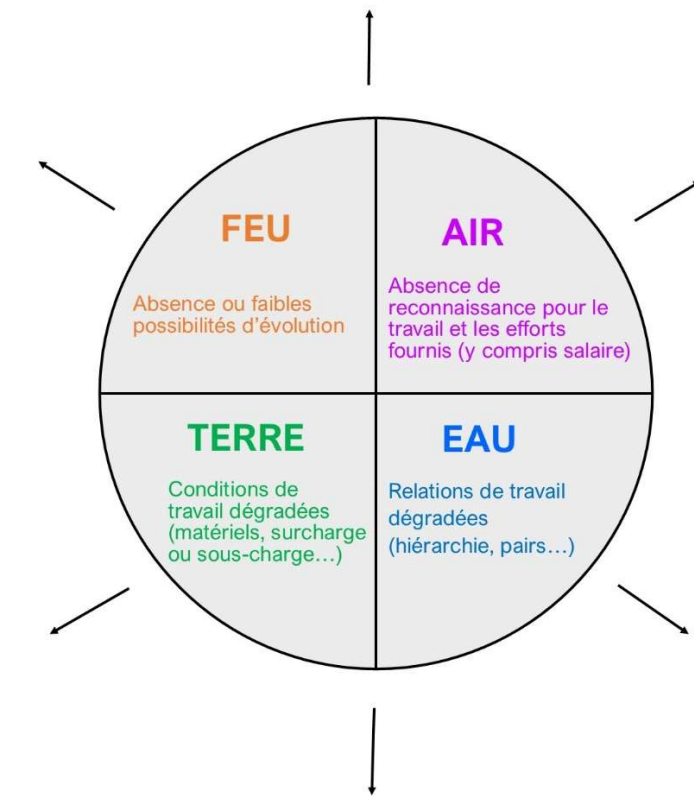 FEU
Absence ou faibles
possibilités d’évolution
AIR
Absence de
reconnaissance pour le
travail et les efforts
fournis (y compris salaire)
TERRE
Conditions de
travail dégradées
(matériels, surcharge
ou sous-charge…)
EAU
Relations de travail
dégradées
(hiérarchie, pairs…)